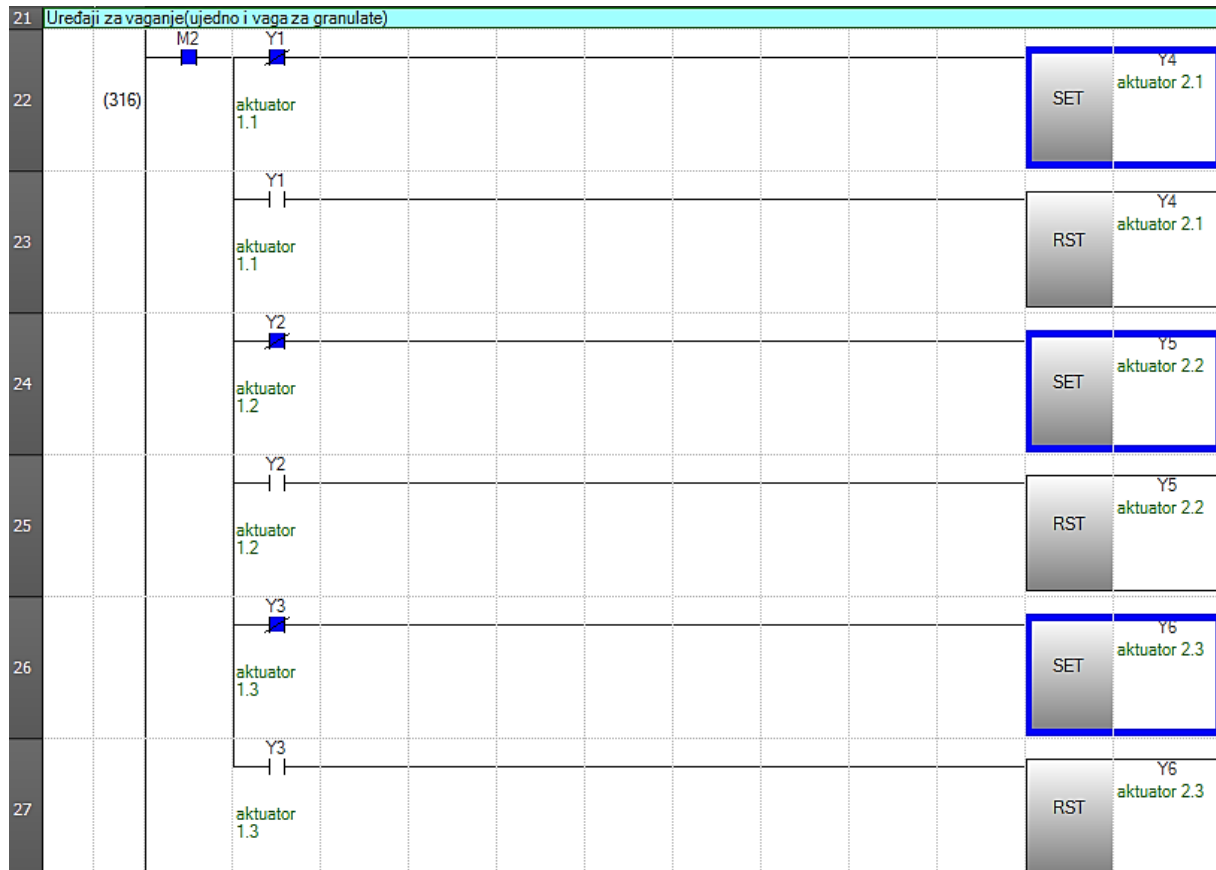 21 Uređaji za vaganje(ujedno i vaga za granulate)
M2 Y1 Y4
22 (316) aktuator 1.1 SET aktuator 2.1
Y1 Y4
23 aktuator 1.1 RST aktuator 2.1
Y2 Y5
24 aktuator 1.2 SET aktuator 2.2
Y2 Y5
25 aktuator 1.2 RST aktuator 2.2
Y3 Y6
26 aktuator 1.3 SET aktuator 2.3
Y3 Y6
27 aktuator 1.3 RST aktuator 2.3